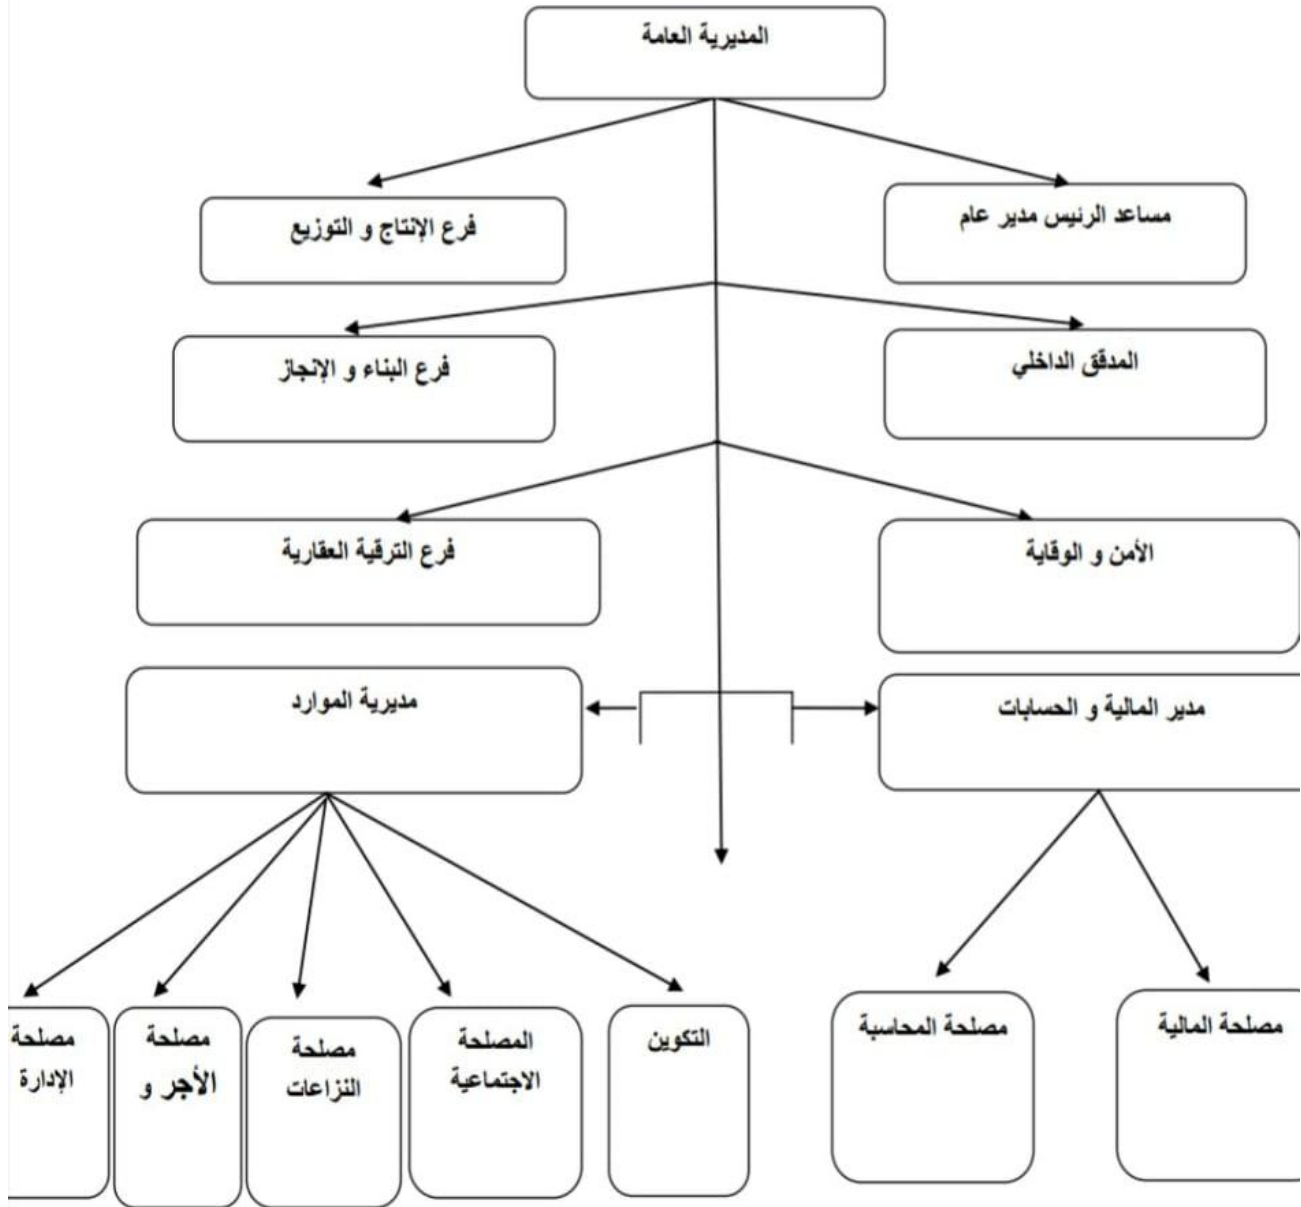 المديرية العامة
مساعد الرئيس مدير عام
فرع الإنتاج و التوزيع
المدقق الداخلي
فرع البناء و الإنجاز
الأمن و الوقاية
فرع الترقية العقارية
مدير المالية و الحسابات
مديرية الموارد
مصلحة المالية
مصلحة المحاسبة
التكوين
المصلحة
الاجتماعية
مصلحة
النزاعات
مصلحة
الأجر و
مصلحة
الإدارة